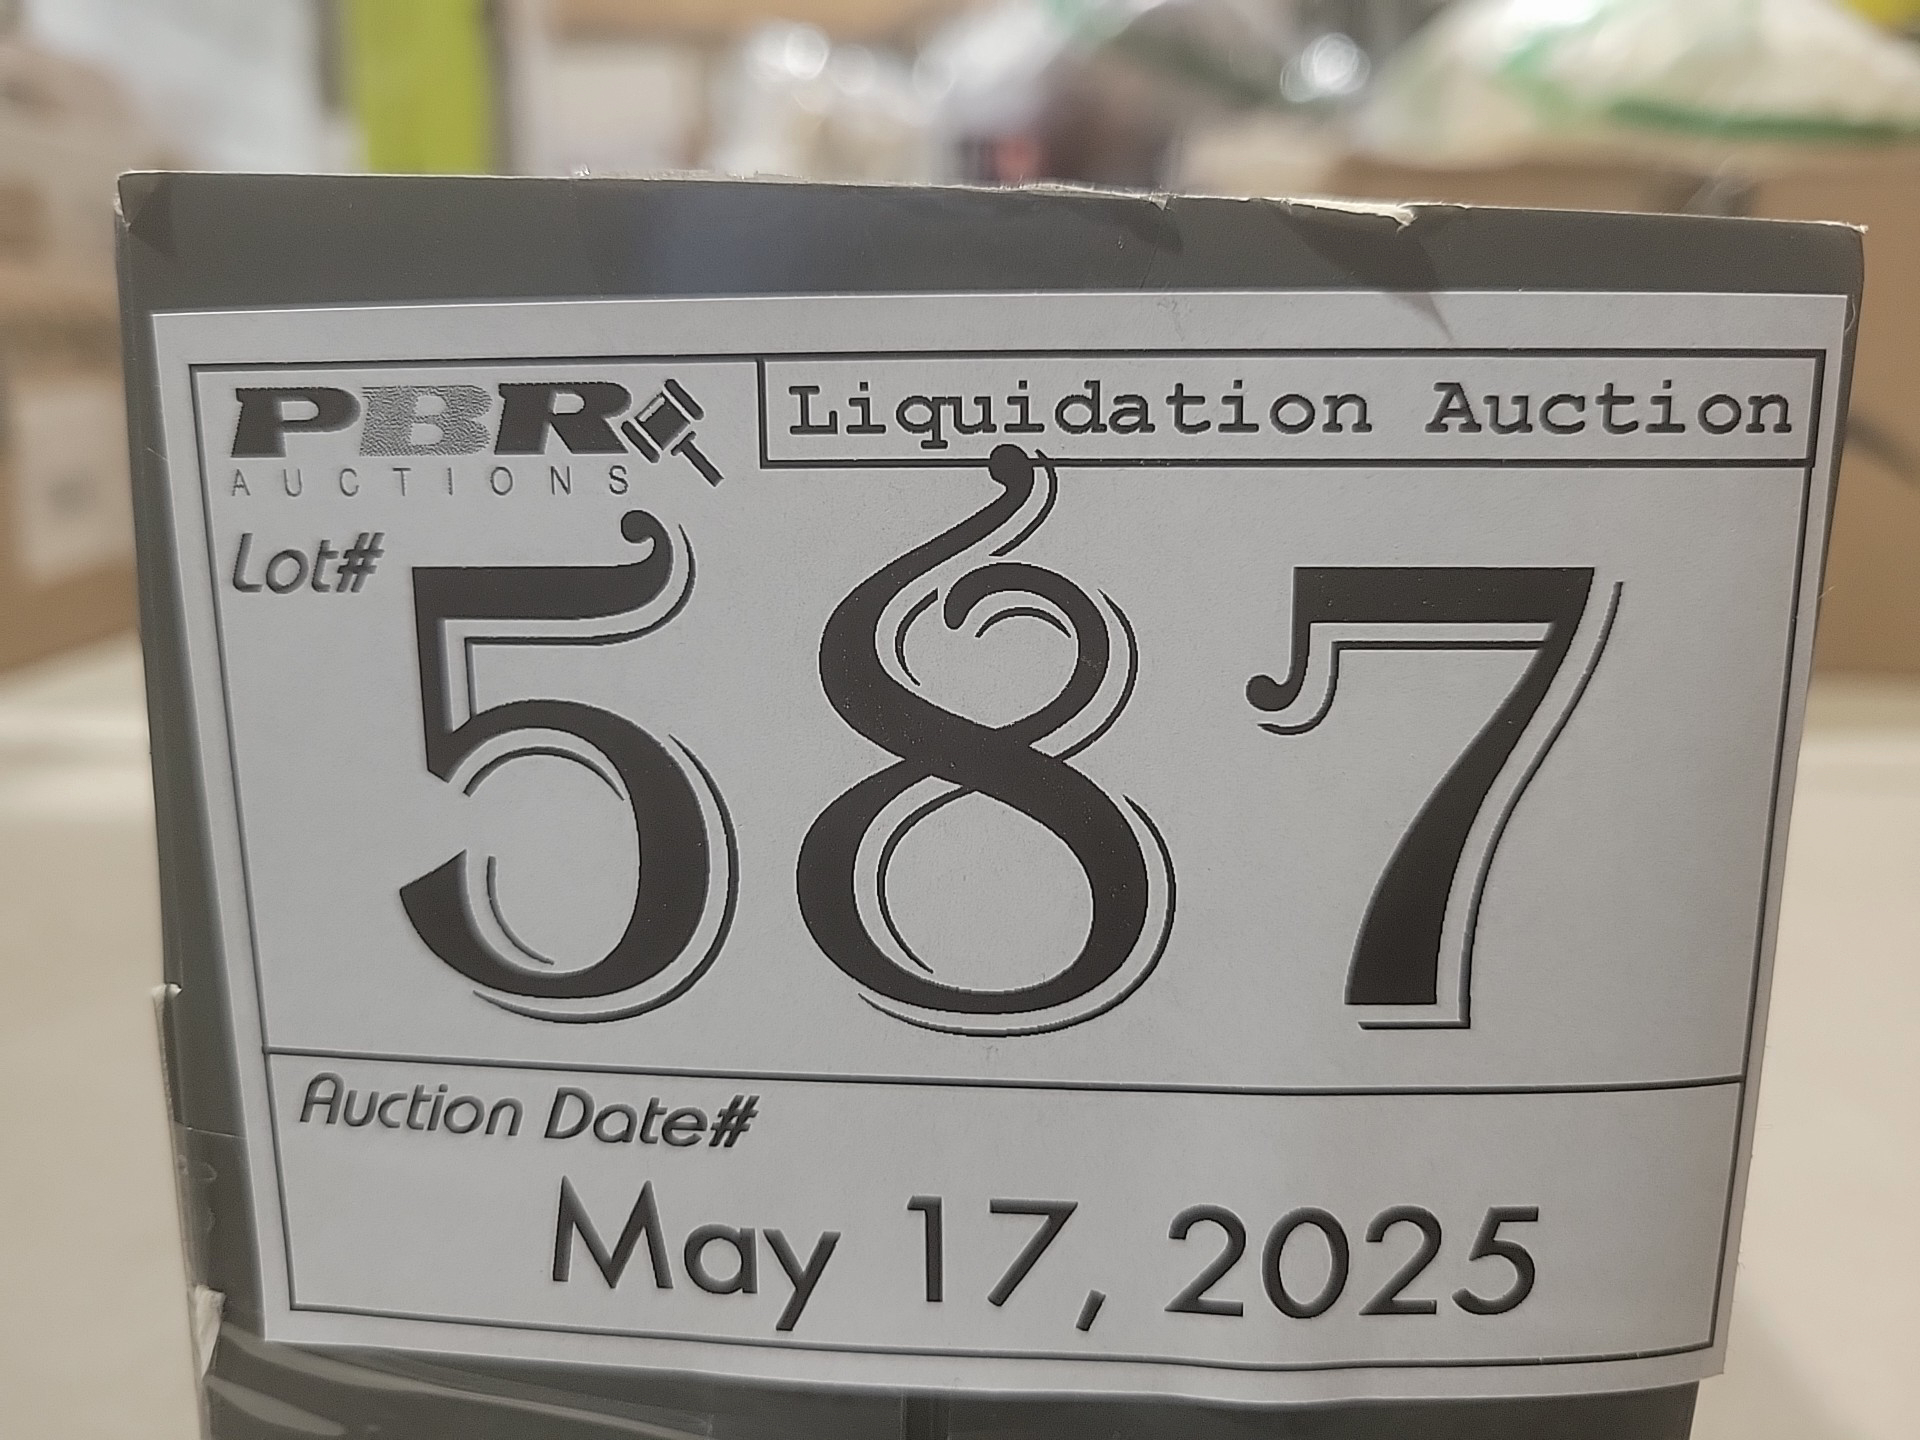 PBR
AUCTIONS
Liquidation Auction
Lot#
587
Auction Date#
May 17, 2025